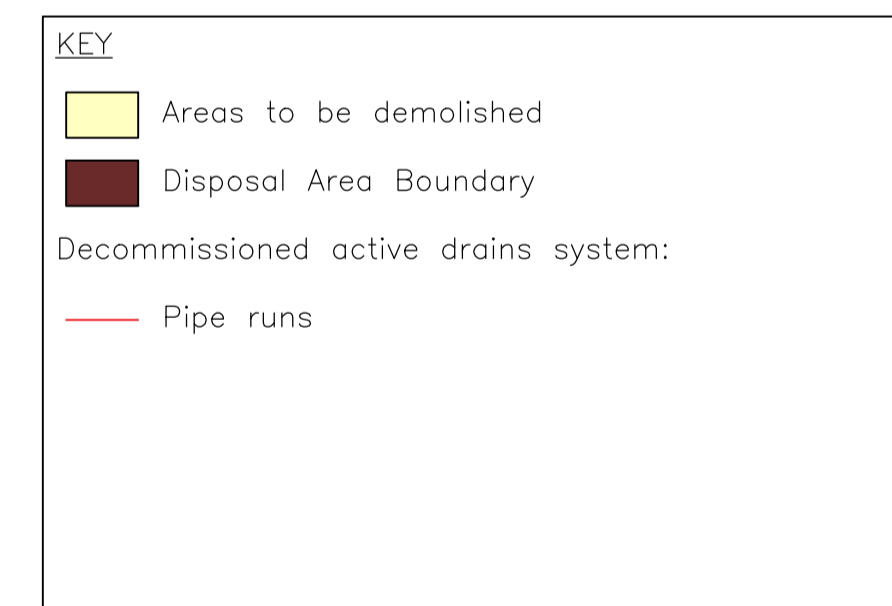 KEY
Areas to be demolished
Disposal Area Boundary
Decommissioned active drains system:
Pipe runs